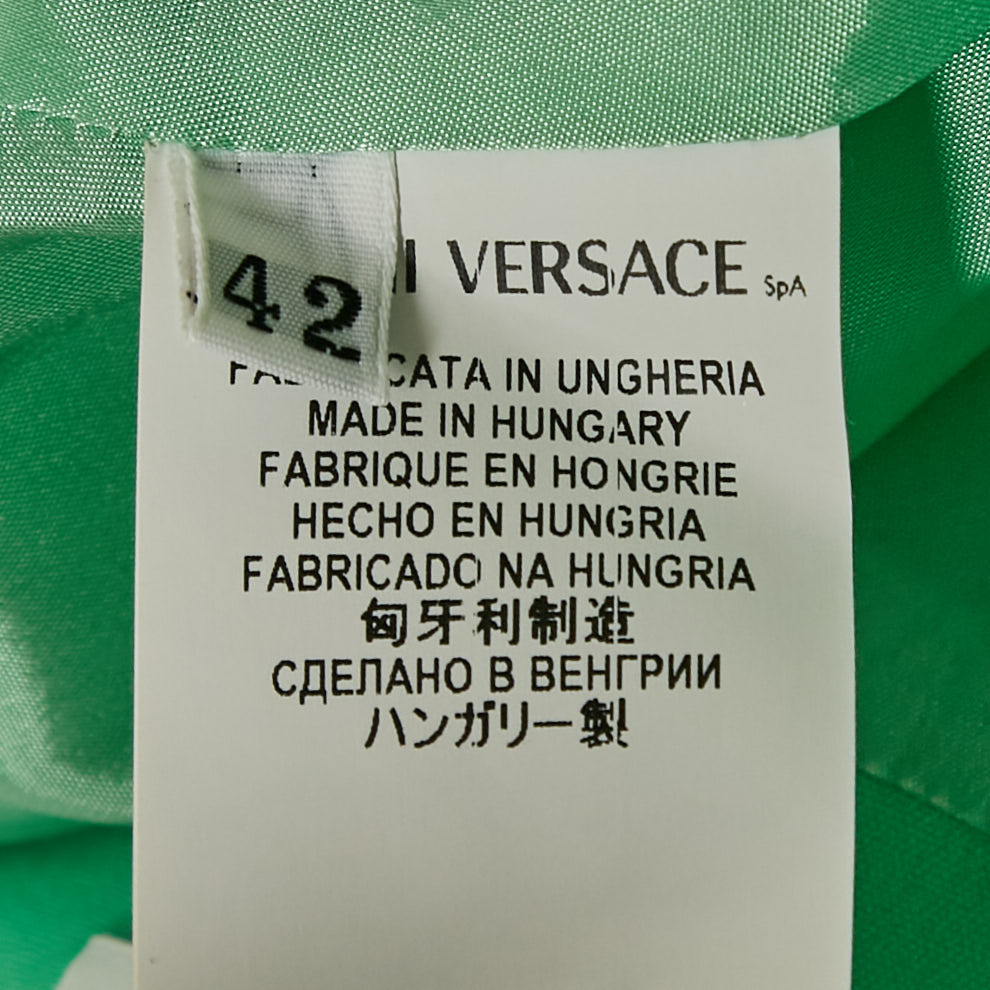 42
VERSACE SpA
IN UNGHERIA
MADE IN HUNGARY
FABRIQUE EN HONGRIE
HECHO EN HUNGRIA
FABRICADO NA HUNGRIA
匈牙利制造
СДЕЛАНО В ВЕНГРИИ
ハンガリー製